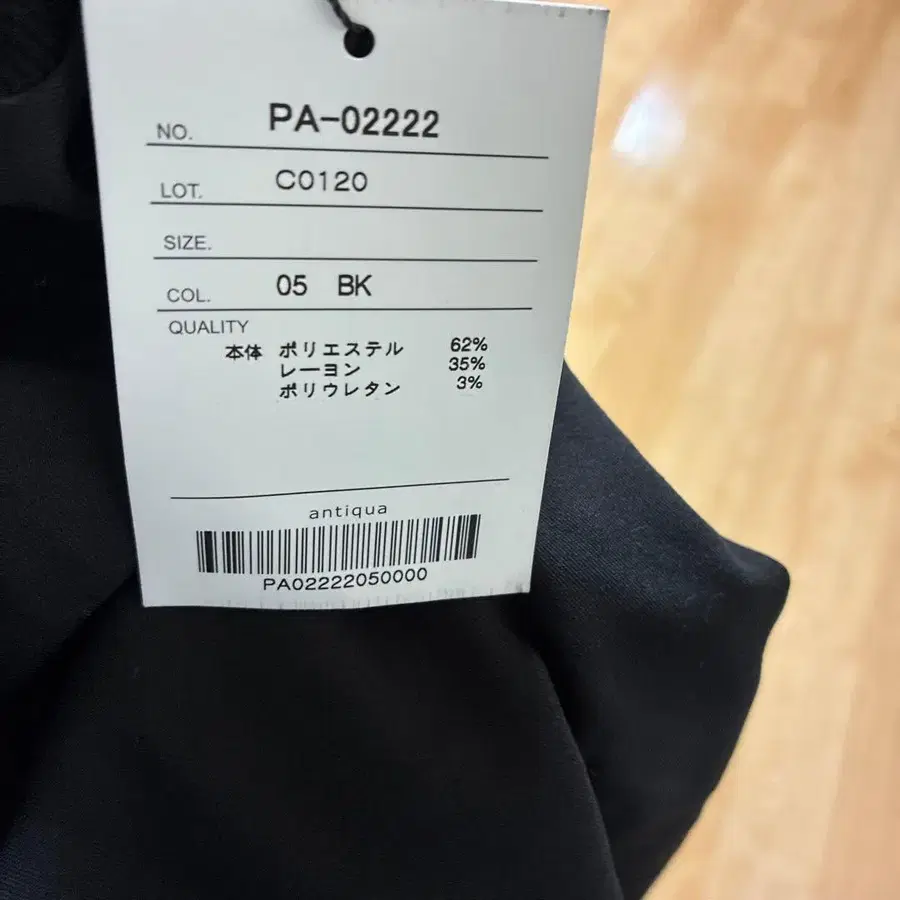 NO. PA-02222
LOT. C0120
SIZE.
COL. 05 BK
QUALITY
本体 ポリエステル 62%
レーヨン 35%
ポリウレタン 3%
antiqua
PA02222050000